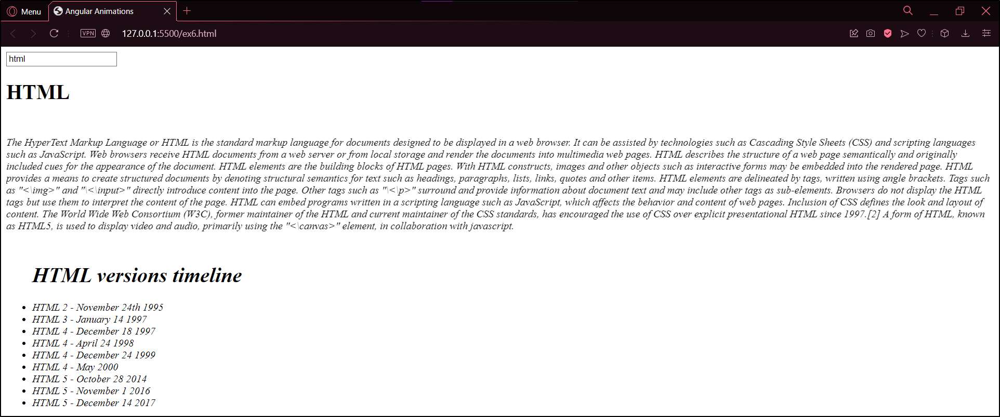 Menu
Angular Animations
VPN
127.0.0.1:5500/ex6.html
html
HTML
The HyperText Markup Language or HTML is the standard markup language for documents designed to be displayed in a web browser. It can be assisted by technologies such as Cascading Style Sheets (CSS) and scripting languages
such as JavaScript. Web browsers receive HTML documents from a web server or from local storage and render the documents into multimedia web pages. HTML describes the structure of a web page semantically and originally
included cues for the appearance of the document. HTML elements are the building blocks of HTML pages. With HTML constructs, images and other objects such as interactive forms may be embedded into the rendered page. HTML
provides a means to create structured documents by denoting structural semantics for text such as headings, paragraphs, lists, links, quotes and other items. HTML elements are delineated by tags, written using angle brackets. Tags such
as "<\img>" and "\<\input>" directly introduce content into the page. Other tags such as "\<\p>" surround and provide information about document text and may include other tags as sub-elements. Browsers do not display the HTML
tags but use them to interpret the content of the page. HTML can embed programs written in a scripting language such as JavaScript, which affects the behavior and content of web pages. Inclusion of CSS defines the look and layout of
content. The World Wide Web Consortium (W3C), former maintainer of the HTML and current maintainer of the CSS standards, has encouraged the use of CSS over explicit presentational HTML since 1997.[2] A form of HTML, known
as HTML5, is used to display video and audio, primarily using the "<\canvas>" element, in collaboration with javascript.
HTML versions timeline
• HTML 2 - November 24th 1995
• HTML 3 - January 14 1997
• HTML 4 - December 18 1997
• HTML 4 - April 24 1998
• HTML 4 - December 24 1999
• HTML 4 - May 2000
• HTML 5 - October 28 2014
• HTML 5 - November 1 2016
• HTML 5 - December 14 2017